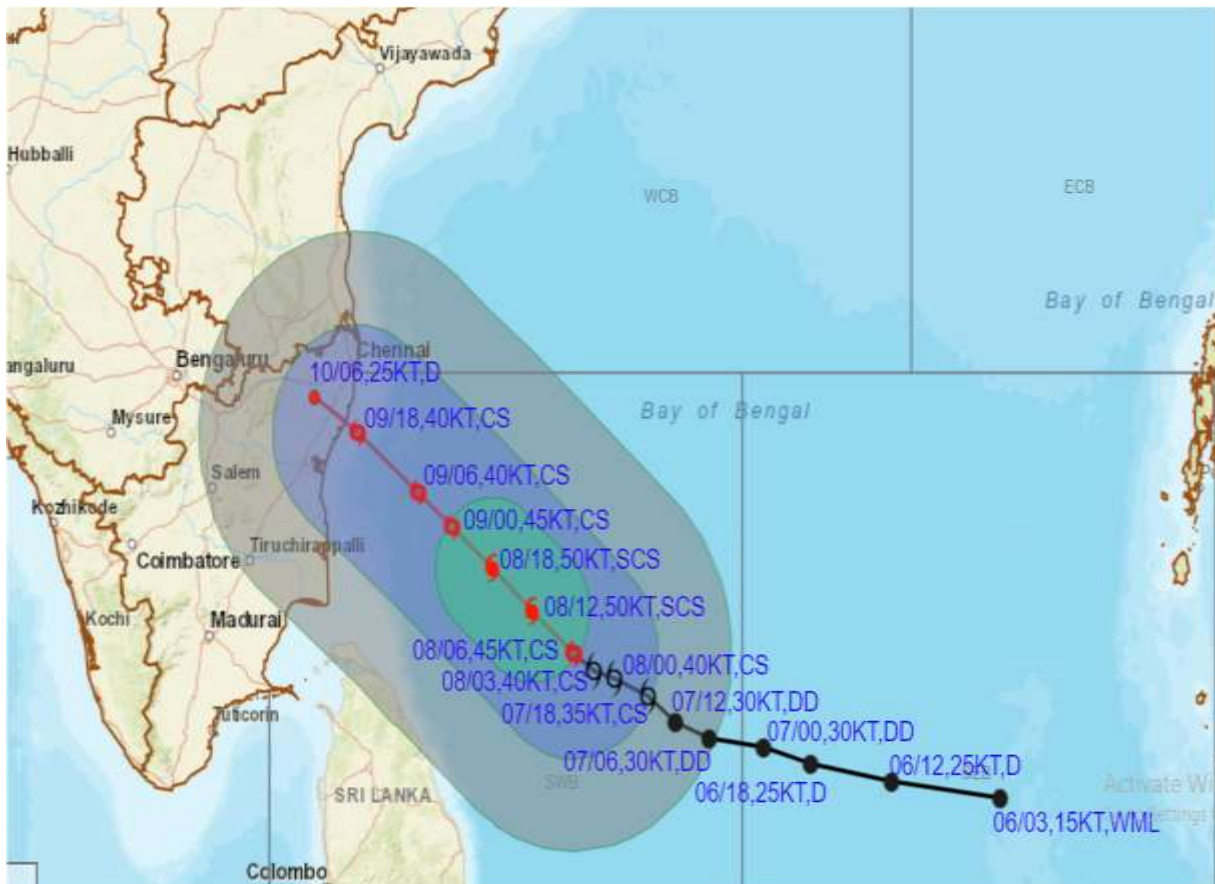 Vijayawada
Hubballi
WCB
ECB
Bay of Bengal
Chennai
Bengaluru
angaluru
10/06,25KT,D
Bay of Bengal
Mysure
09/18,40KT,CS
Salem
09/06,40KT,CS
Kozhikode
09/00,45KT,CS
Coimbatore
Tiruchirappalli
08/18,50KT,SCS
08/12,50KT,SCS
Kochi
Madurai
08/06,45KT,CS
08/00,40KT,CS
08/03,40KT,CS
07/12,30KT,DD
07/18,35KT,CS
Tuticorin
07/00,30KT,DD
07/06,30KT,DD
06/12,25KT,D
SWB
SRI LANKA
06/18,25KT,D
Activate Wi
06/03,15KT,WML
Colombo